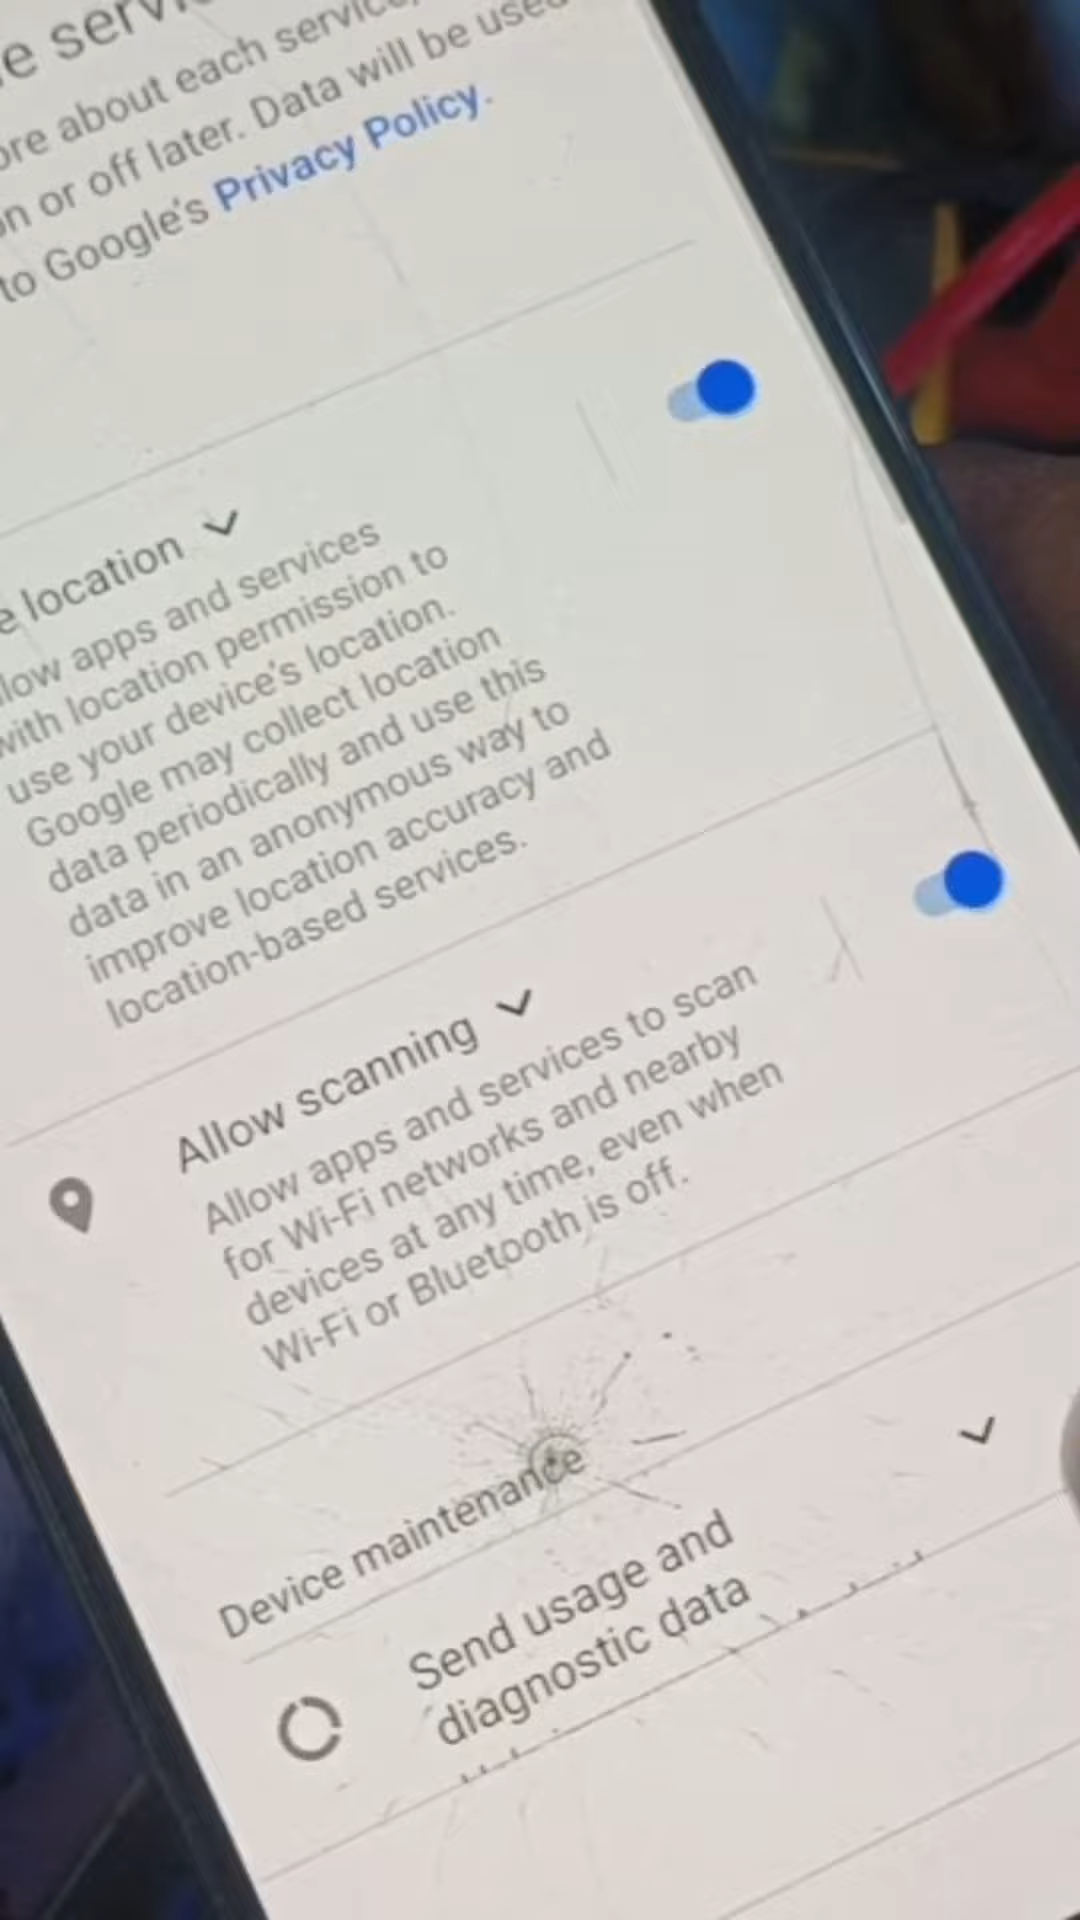 serv
ore about each service,
on or off later. Data will be used
to Google's Privacy Policy.
location
low apps and services
with location permission to
use your device's location.
Google may collect location
data periodically and use this
data in an anonymous way to
improve location accuracy and
location-based services.
Allow scanning
Allow apps and services to scan
for Wi-Fi networks and nearby
devices at any time, even when
Wi-Fi or Bluetooth is off.
Device maintenance
Send usage and
diagnostic data